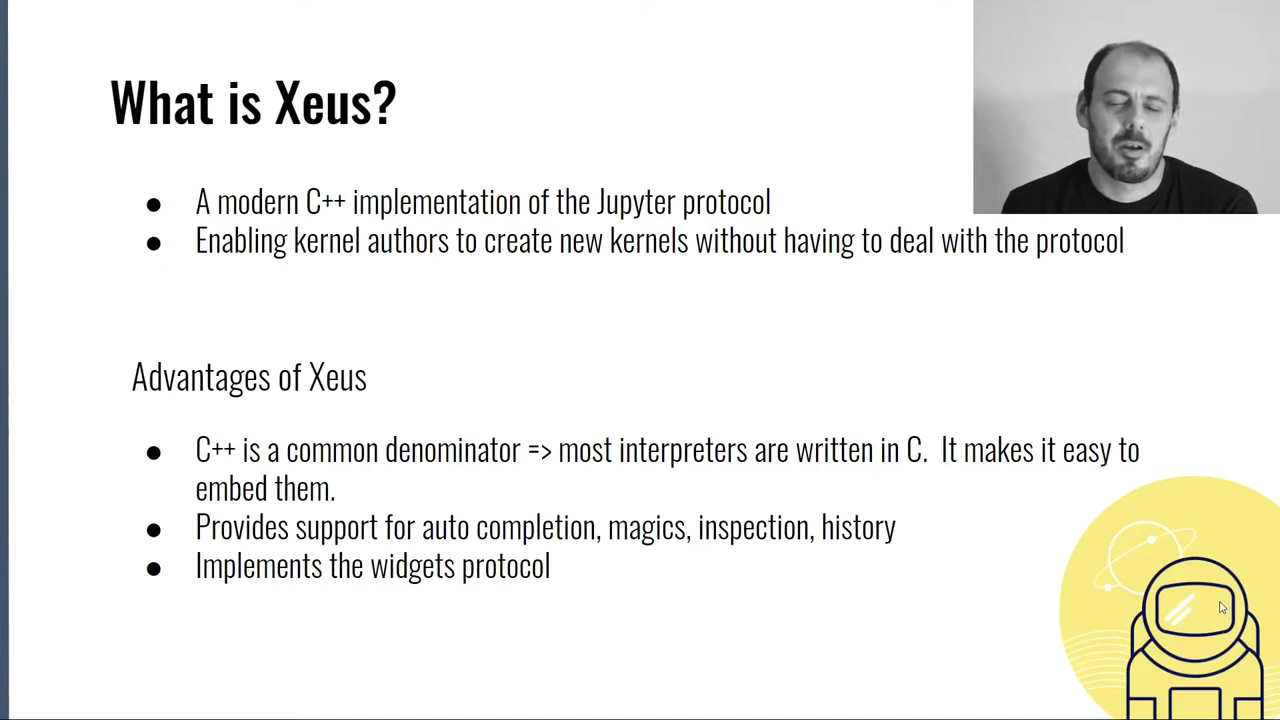 What is Xeus?
● A modern C++ implementation of the Jupyter protocol
● Enabling kernel authors to create new kernels without having to deal with the protocol
Advantages of Xeus
● C++ is a common denominator => most interpreters are written in C. It makes it easy to
embed them.
● Provides support for auto completion, magics, inspection, history
● Implements the widgets protocol